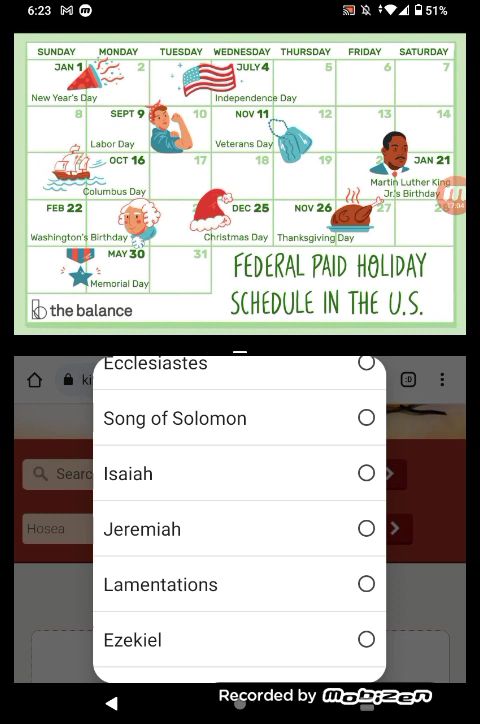 6:23
51%
SUNDAY MONDAY TUESDAY WEDNESDAY THURSDAY FRIDAY SATURDAY
JAN 1 2 JULY 4 5 6 7
New Year's Day Independence Day
8 SEPT 9 10 NOV 11 12 13 14
Labor Day Veterans Day
OCT 16 17 18 19 JAN 21
Columbus Day Martin Luther King
Jr.'s Birthday
FEB 22 DEC 25 NOV 26 27
17:04
Washington's Birthday Christmas Day Thanksgiving Day
MAY 30 31
Memorial Day
FEDERAL PAID HOLIDAY
SCHEDULE IN THE U.S.
the balance
Ecclesiastes
:D
Song of Solomon
Searc
Isaiah
Hosea
Jeremiah
Lamentations
Ezekiel
Recorded by Mobizen